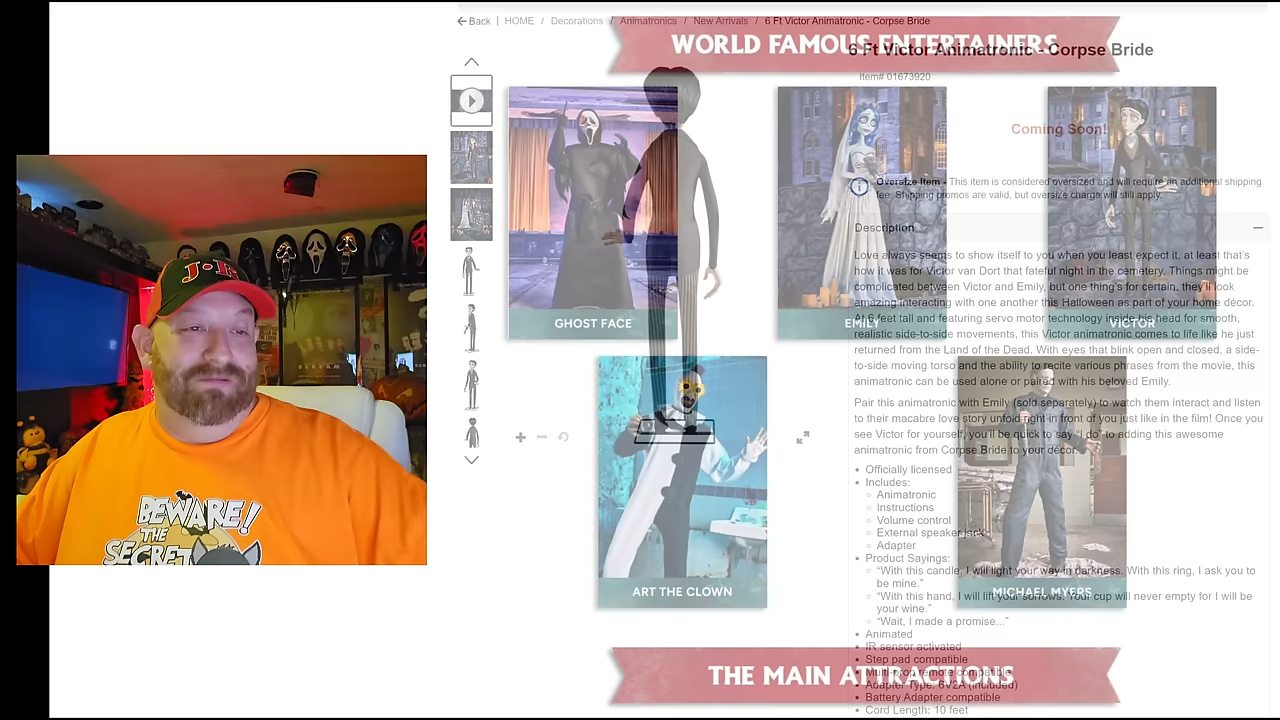 Back | HOME / Decorations / Animatronics / New Arrivals / 6 Ft Victor Animatronic - Corpse Bride
WORLD FAMOUS ENTERTAINERS
6 Ft Victor Animatronic - Corpse Bride
Item# 01673920
Coming Soon!
Oversize Item - This item is considered oversized and will require an additional shipping
fee. Shipping promos are valid, but oversize charge will still apply.
Description
Love always seems to show itself to you when you least expect it, at least that's
how it was for Victor van Dort that fateful night in the cemetery. Things might be
complicated between Victor and Emily, but one thing's for certain, they'll look
amazing interacting with one another this Halloween as part of your home décor.
At 6 feet tall and featuring servo motor technology inside his head for smooth,
realistic side-to-side movements, this Victor animatronic comes to life like he just
returned from the Land of the Dead. With eyes that blink open and closed, a side-
to-side moving torso and the ability to recite various phrases from the movie, this
animatronic can be used alone or paired with his beloved Emily.
GHOST FACE
EMILY
VICTOR
Pair this animatronic with Emily (sold separately) to watch them interact and listen
to their macabre love story unfold right in front of you just like in the film! Once you
see Victor for yourself, you'll be quick to say “I do” to adding this awesome
animatronic from Corpse Bride to your décor.
Officially licensed
Includes:
Animatronic
Instructions
Volume control
External speaker jack
Adapter
Product Sayings:
“With this candle, I will light your way in darkness. With this ring, I ask you to
be mine.”
“With this hand, I will lift your sorrows. Your cup will never empty for I will be
your wine.”
“Wait, I made a promise...”
Animated
IR sensor activated
Step pad compatible
Multi-prop remote compatible
Adapter Type: 6V2A (included)
Battery Adapter compatible
Cord Length: 10 feet
ART THE CLOWN
MICHAEL MYERS
THE MAIN ATTRACTIONS
J•R
BEWARE!
THE
SECRET